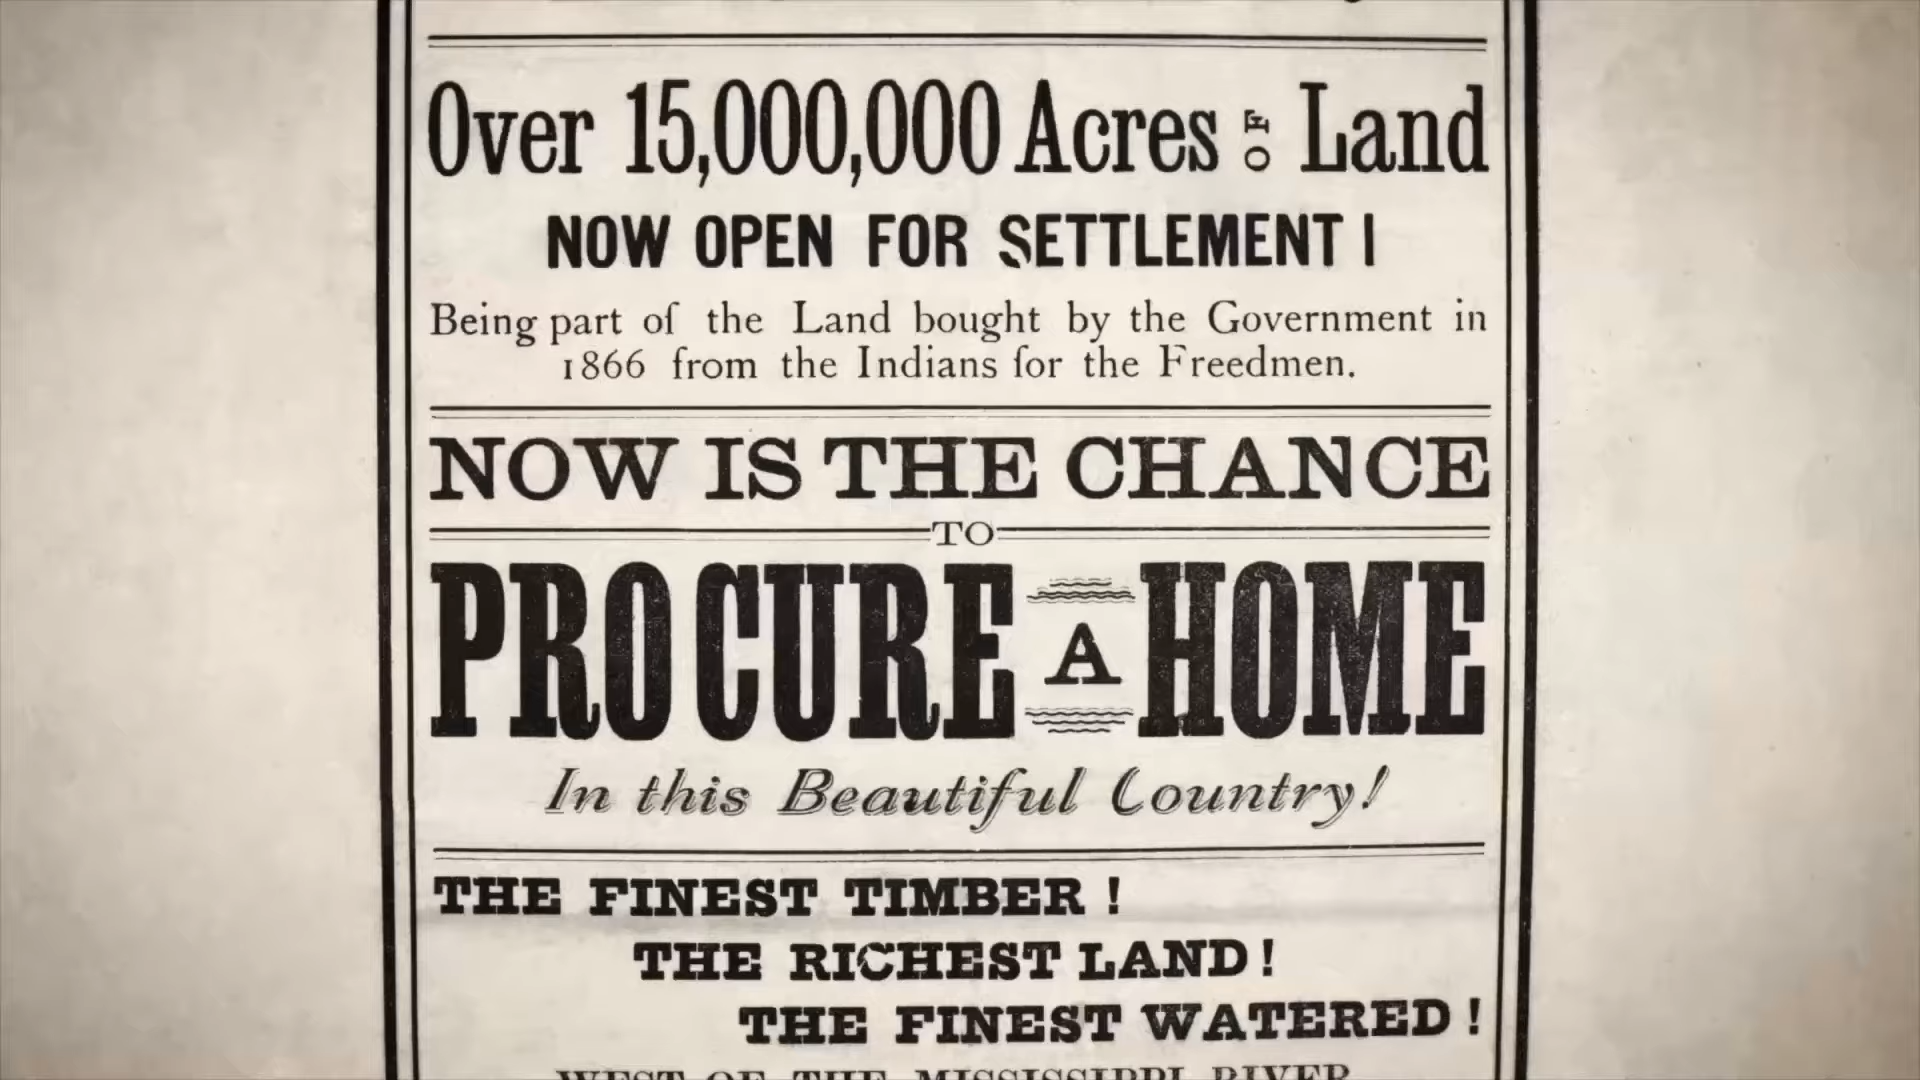 Over 15,000,000 Acres OF Land
NOW OPEN FOR SETTLEMENT !
Being part of the Land bought by the Government in
1866 from the Indians for the Freedmen.
NOW IS THE CHANCE
TO
PROCURE A HOME
In this Beautiful Country!
THE FINEST TIMBER !
THE RICHEST LAND !
THE FINEST WATERED !
WEST OF THE MISSISSIPPI RIVER